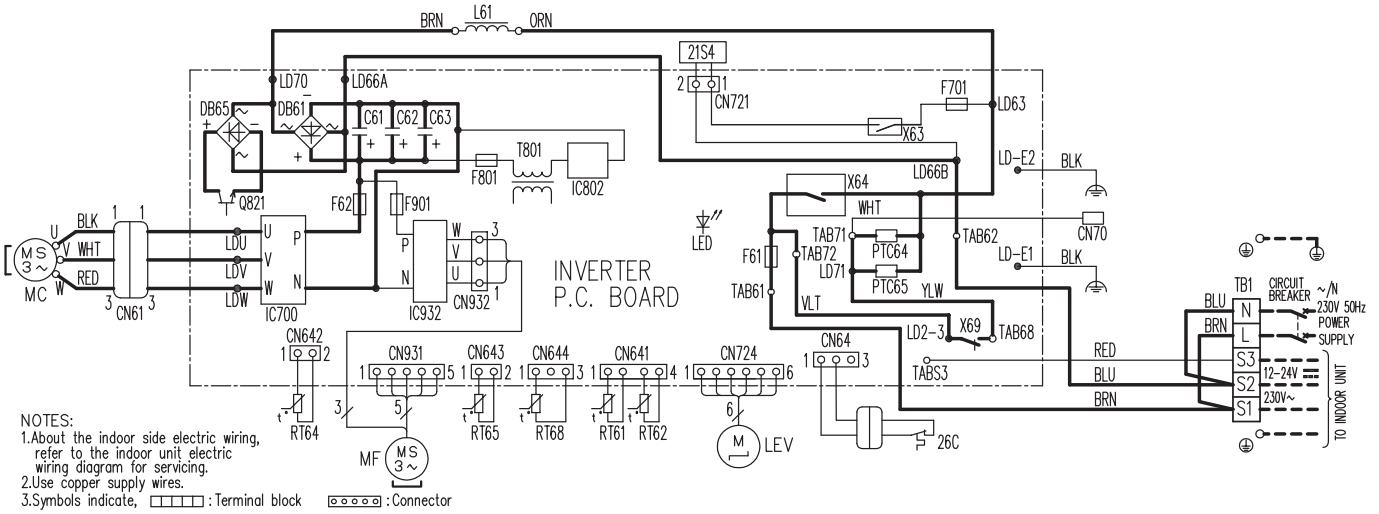 BRN L61 ORN
21S4
2 1
CN721
LD70 LD66A
F701
LD63
DB65 DB61
C61 C62 C63
X63
T801
F801
IC802
LD66B
LD-E2 BLK
Q821
F62 F901
X64
WHT
CN70
1 1
U BLK
V WHT
W RED
3 3
MS
3~
MC
CN61
LDU
LDV
LDW
U P
V
W N
IC700
P
N
IC932
W 3
V
U 1
CN932
INVERTER
P.C. BOARD
LED
F61
TAB61
TAB71
TAB72
LD71
PTC64
PTC65
TAB62
LD-E1 BLK
VLT
YLW
LD2-3 X69 TAB68
TB1
CIRCUIT
BREAKER
~/N
230V 50Hz
POWER
SUPPLY
BLU N
BRN L
RED S3
BLU S2
BRN S1
12-24V
230V~
TO INDOOR UNIT
TABS3
CN642
1 2
CN931
1 5
CN643
1 2
CN644
1 3
CN641
1 4
CN724
1 6
CN64
1 3
t° RT64
3
5
t° RT65
t° RT68
t° RT61
t° RT62
6
M
LEV
26C
MF
MS
3~
NOTES:
1.About the indoor side electric wiring,
refer to the indoor unit electric
wiring diagram for servicing.
2.Use copper supply wires.
3.Symbols indicate, : Terminal block : Connector